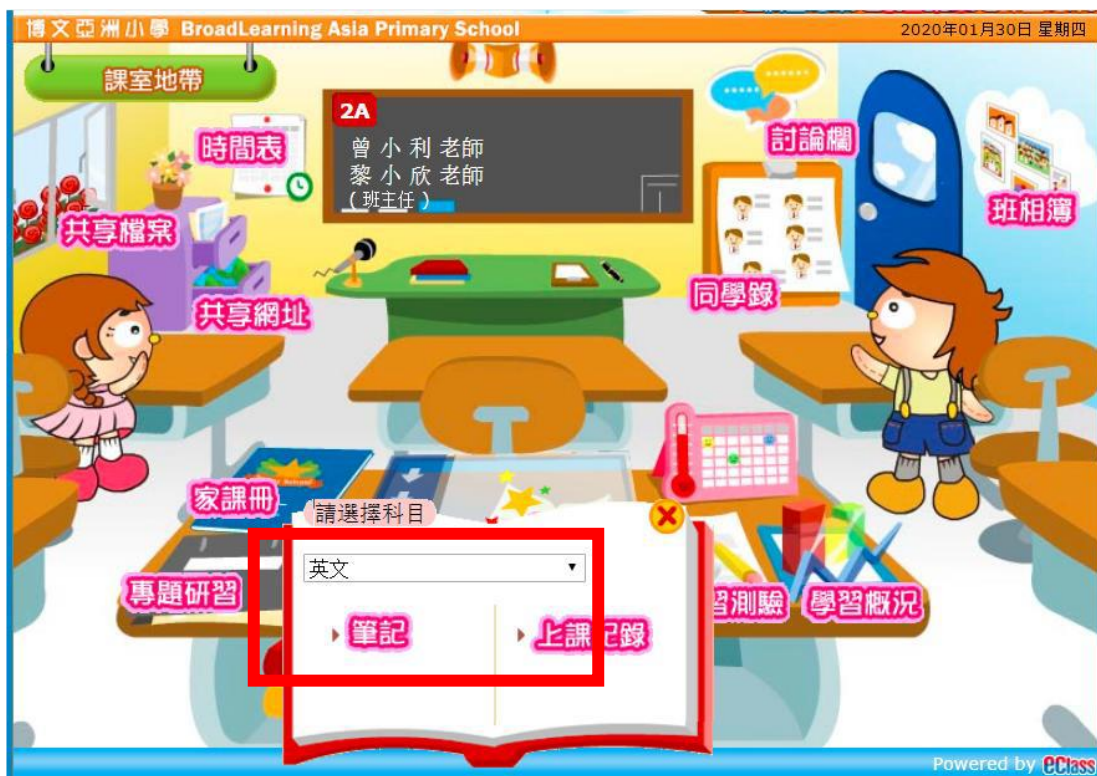 博文亞洲小學 BroadLearning Asia Primary School
2020年01月30日 星期四
課室地帶
時間表
2A
曾 小 利 老師
黎 小 欣 老師
(班主任)
討論欄
班相簿
共享檔案
共享網址
同學錄
家課冊
請選擇科目
英文
專題研習
筆記
上課記錄
習測驗
學習概況
Powered by eClass